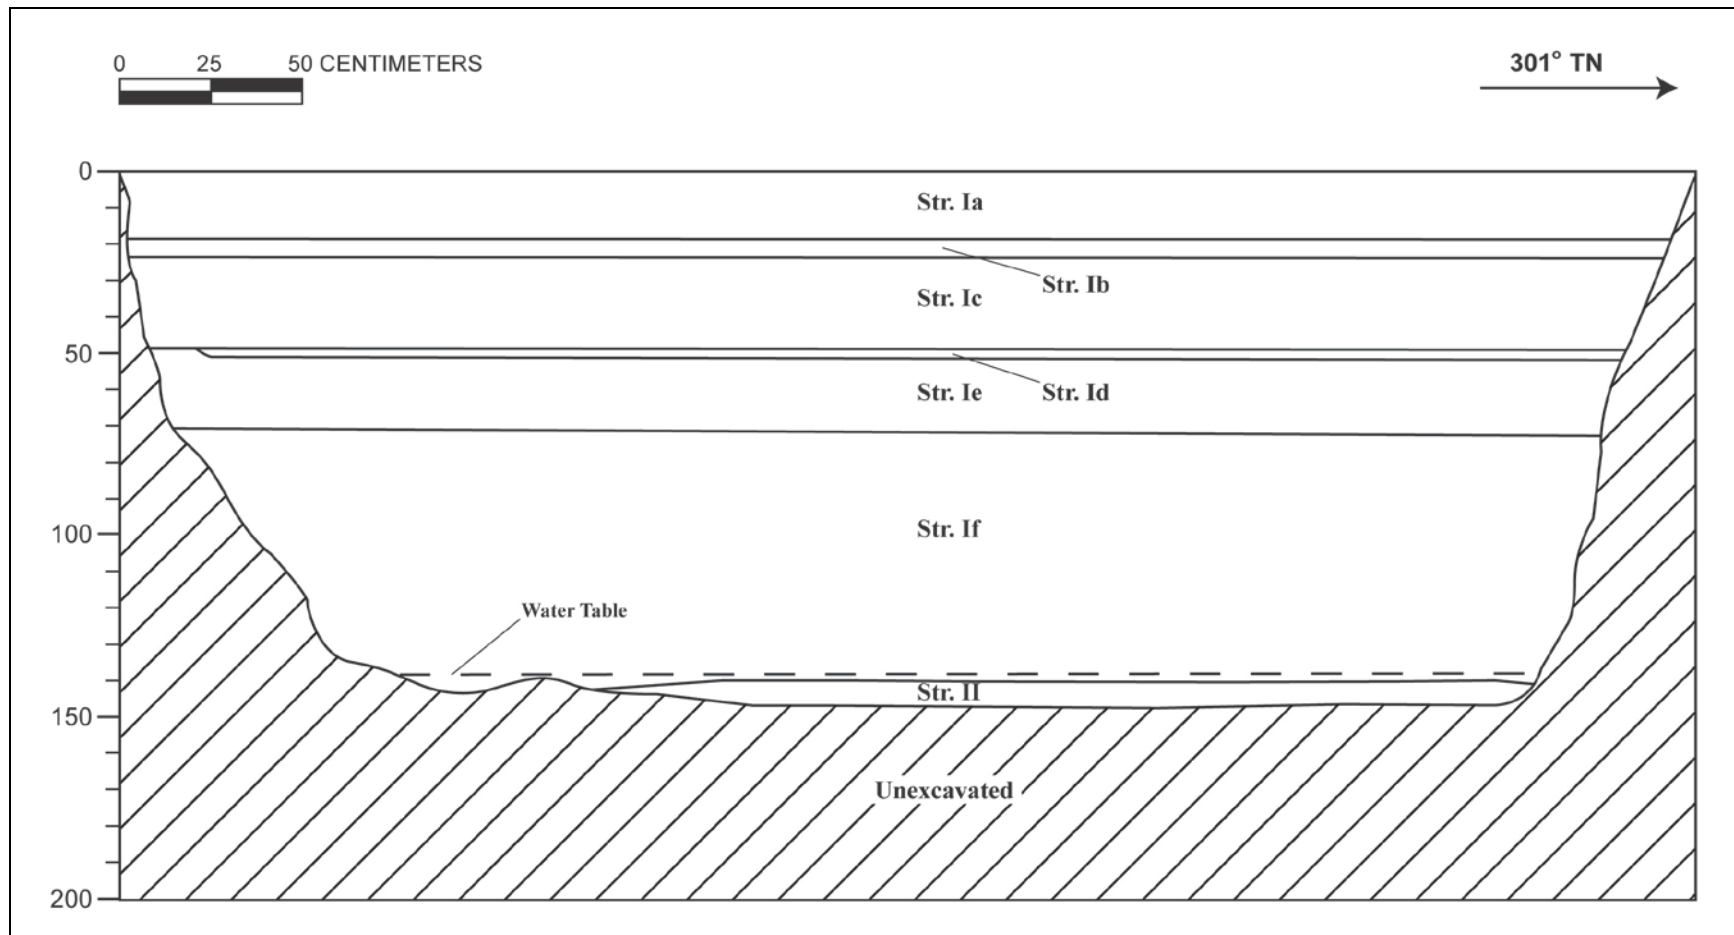 0 25 50 CENTIMETERS
301° TN
0
Str. Ia
Str. Ib
Str. Ic
50
Str. Ie
Str. Id
100
Str. If
Water Table
Str. II
150
Unexcavated
200